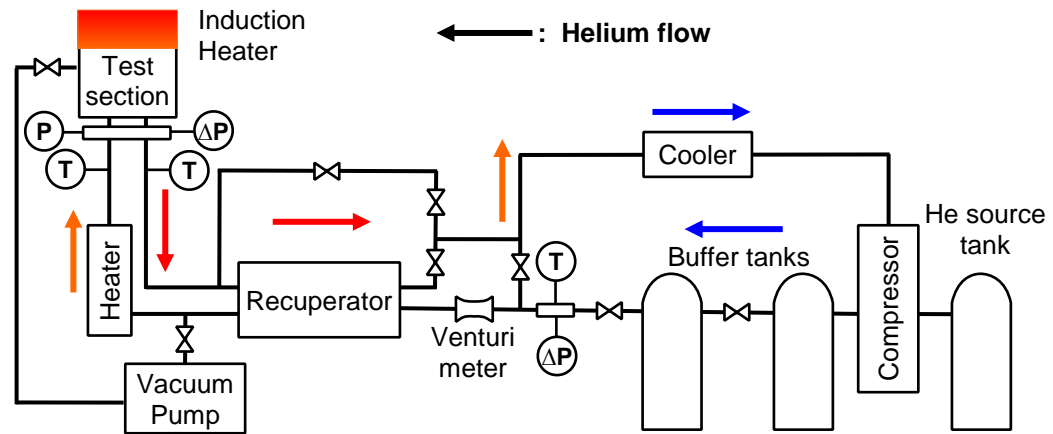 Induction
Heater
: Helium flow
Test
section
P
ΔP
T
T
Cooler
He source
tank
Buffer tanks
Heater
Recuperator
T
Venturi
meter
ΔP
Compressor
Vacuum
Pump